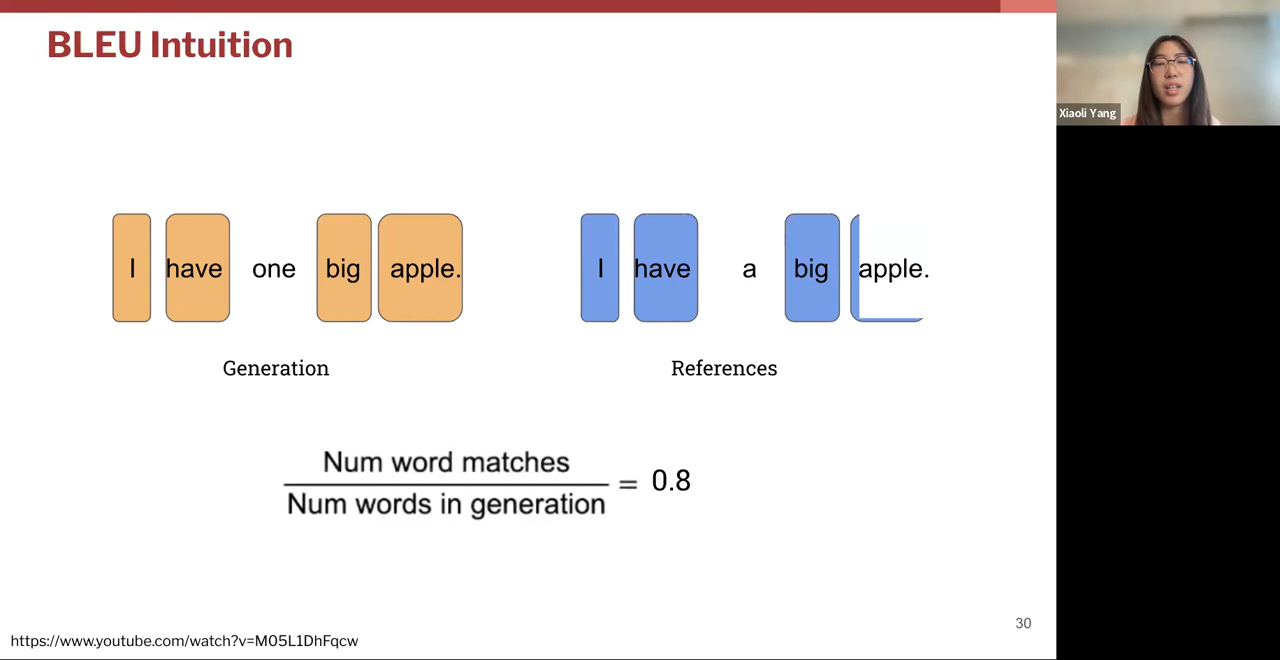 BLEU Intuition
Xiaoli Yang
I have one big apple.
I have a big apple.
Generation
References
Num word matches
Num words in generation
= 0.8
30
https://www.youtube.com/watch?v=M05L1DhFqcw